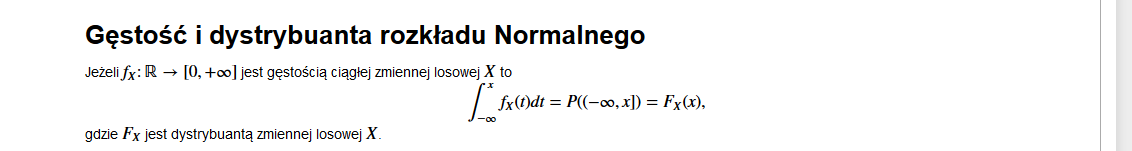 Gęstość i dystrybuanta rozkładu Normalnego
Jeżeli f_X: ℝ → [0, +∞] jest gęstością ciągłej zmiennej losowej X to
∫_{−∞}^{x} f_X(t)dt = P((−∞, x]) = F_X(x),
gdzie F_X jest dystrybuantą zmiennej losowej X.